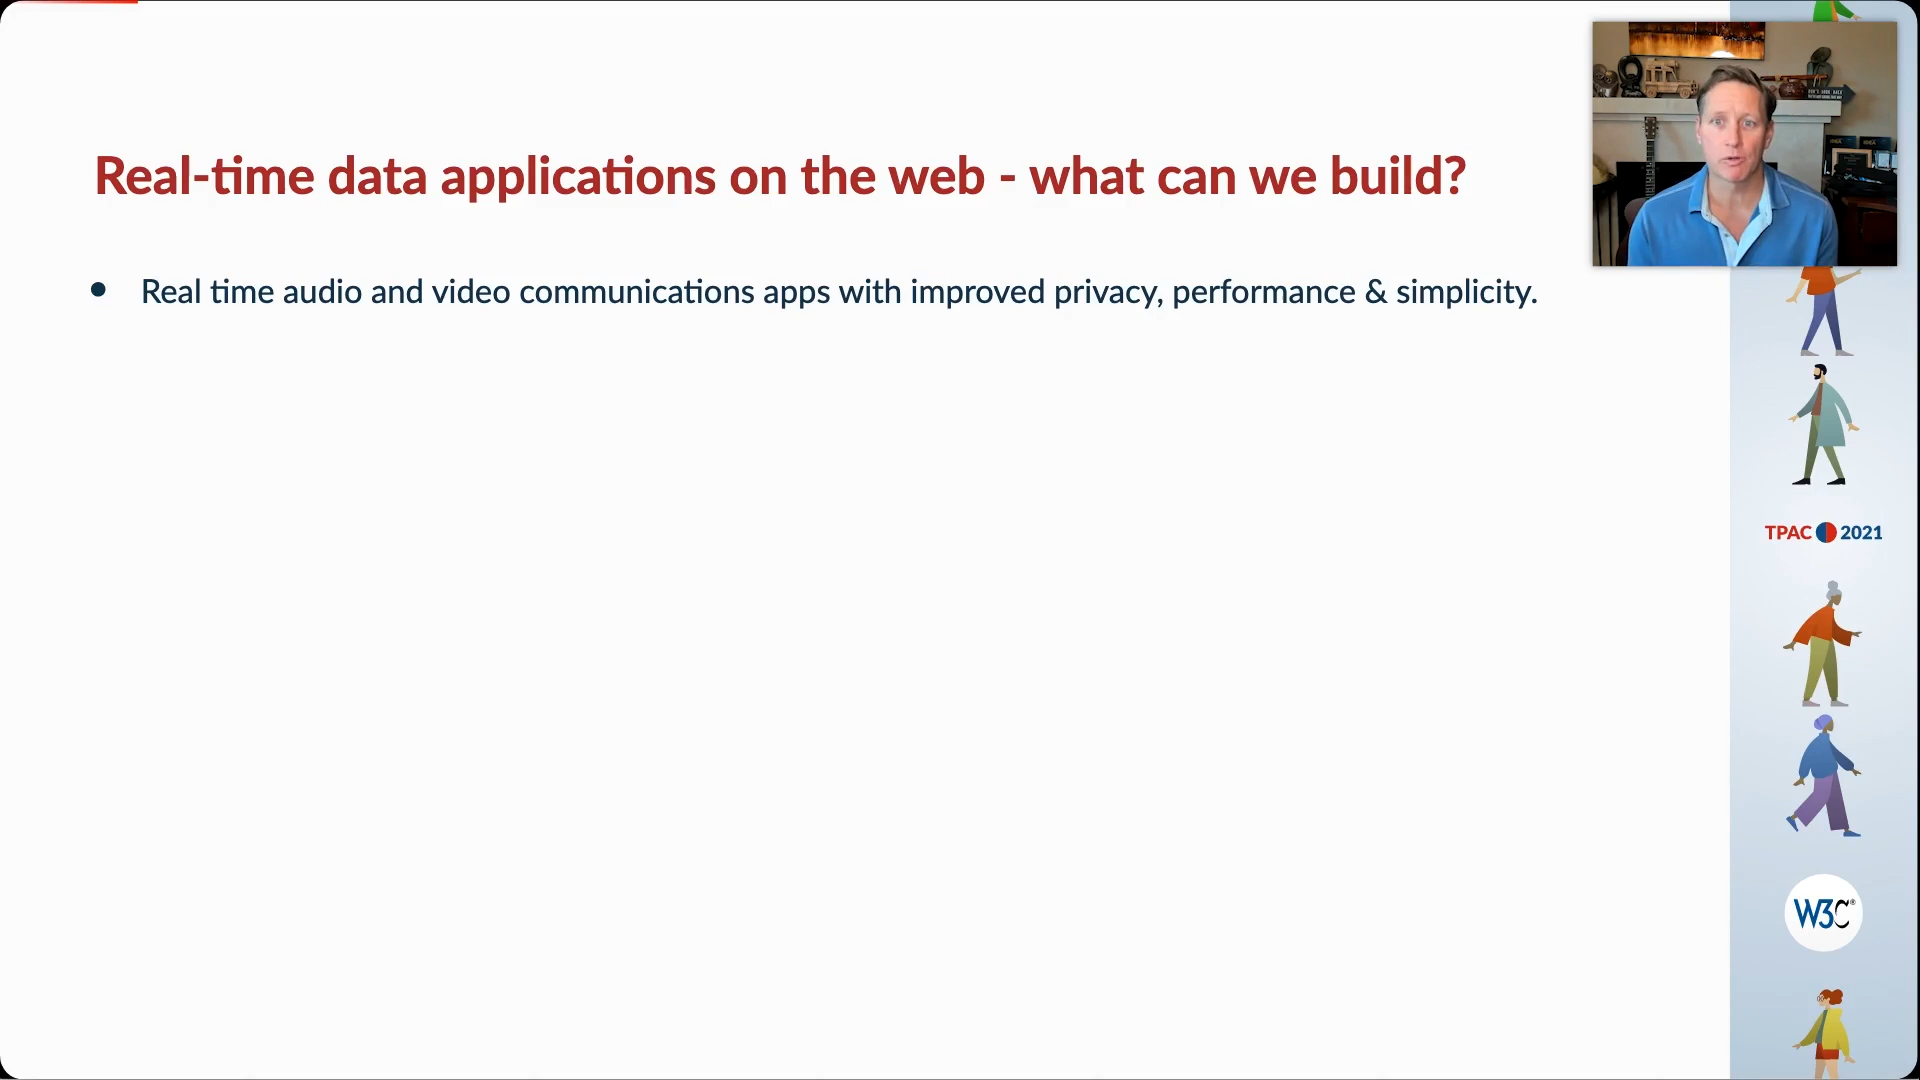 Real-time data applications on the web - what can we build?
• Real time audio and video communications apps with improved privacy, performance & simplicity.
TPAC 2021
W3C®